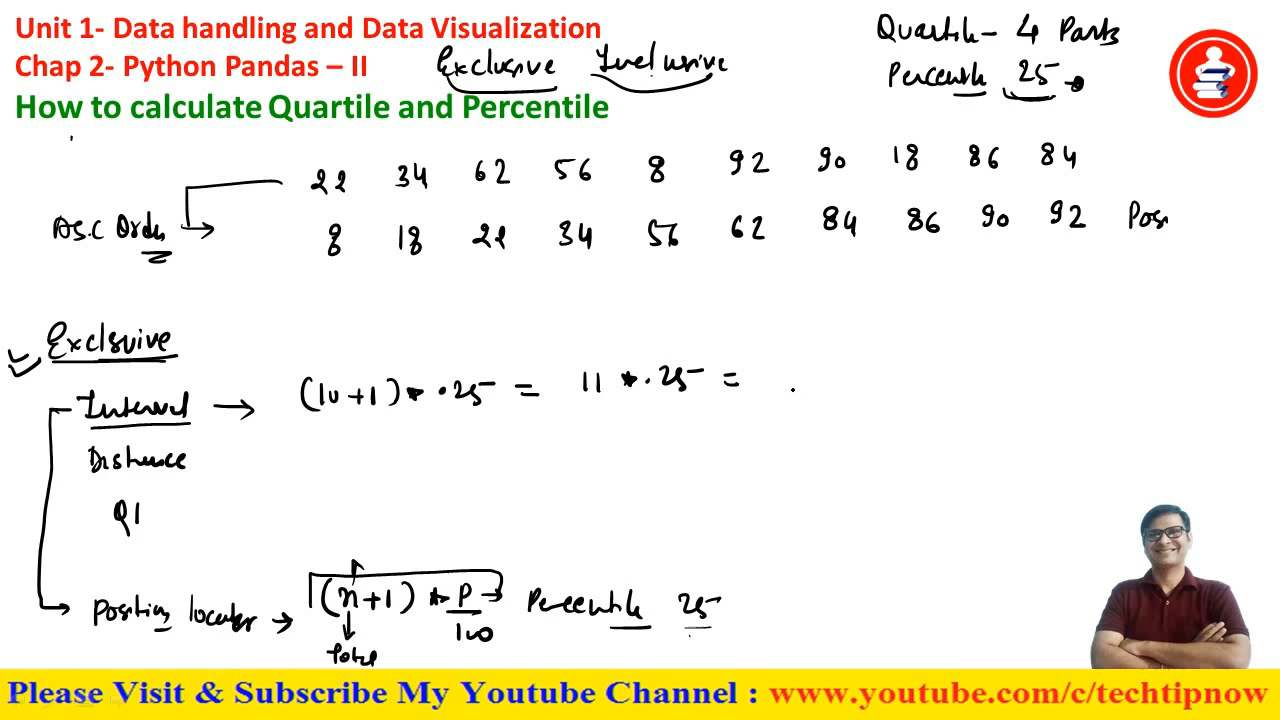 Unit 1- Data handling and Data Visualization
Chap 2- Python Pandas – II
Exclusive Inclusive
Quartile - 4 Parts
Percentile 25
How to calculate Quartile and Percentile
22 34 62 56 8 92 90 18 86 84
ASC Order 8 18 22 34 56 62 84 86 90 92 Pos
Exclsuive
Interval (10+1) * .25 = 11 * .25 =
Distance
Q1
Position locator (n+1) * P/100 Percentile 25
Total
Please Visit & Subscribe My Youtube Channel : www.youtube.com/c/techtipnow